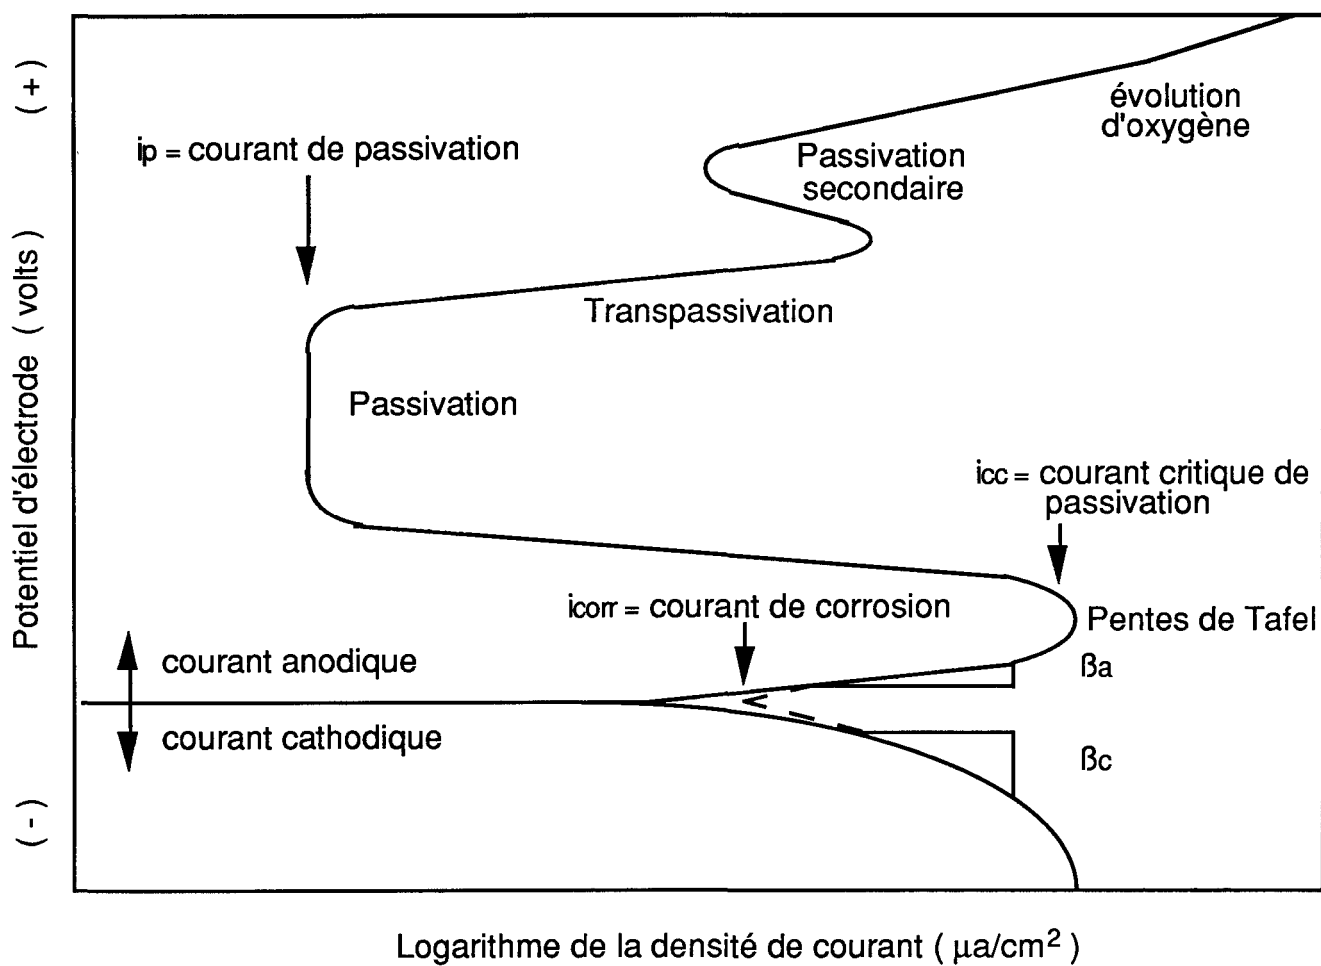 ( + )
évolution
d'oxygène
ip = courant de passivation
Passivation
secondaire
Transpassivation
Passivation
icc = courant critique de
passivation
icorr = courant de corrosion
Pentes de Tafel
courant anodique
ßa
courant cathodique
ßc
( - )
Potentiel d'électrode ( volts )
Logarithme de la densité de courant ( µa/cm² )